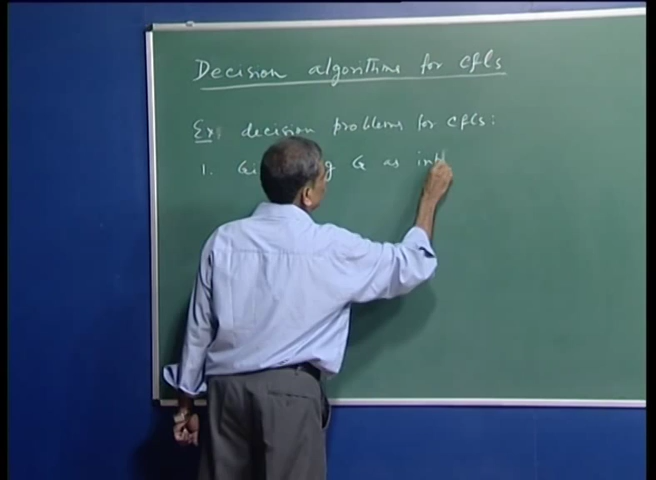 Decision algorithms for cfls
Ex: decision problems for cfls:
1. G as